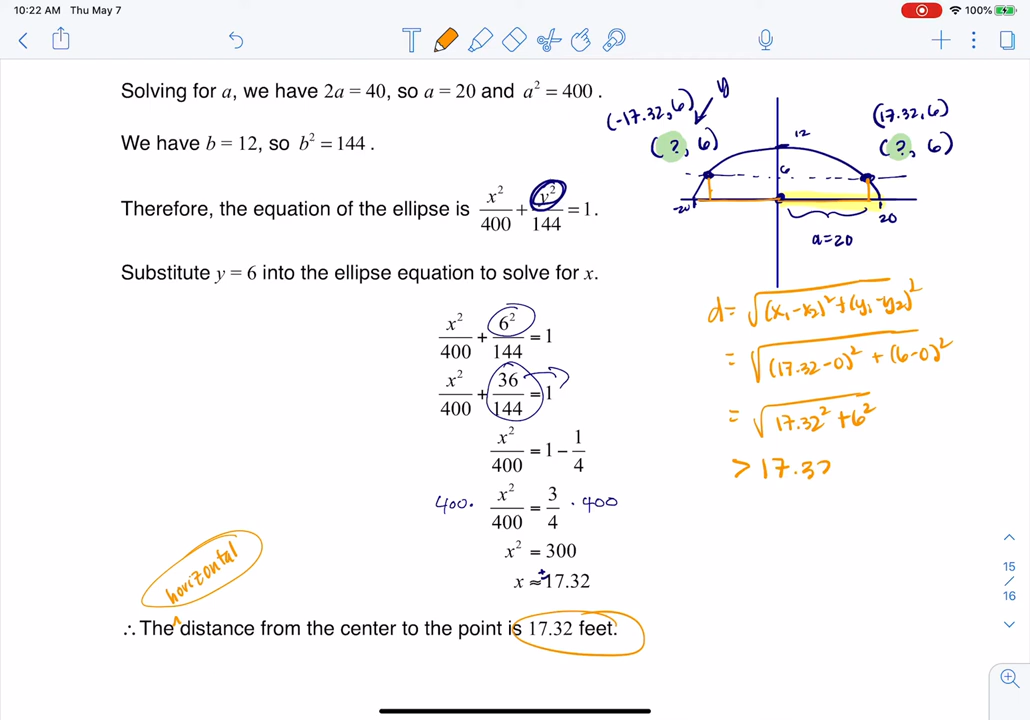 10:22 AM Thu May 7
100%
Solving for a, we have 2a = 40, so a = 20 and a² = 400 .
We have b = 12, so b² = 144 .
Therefore, the equation of the ellipse is x²/400 + y²/144 = 1.
Substitute y = 6 into the ellipse equation to solve for x.
x²/400 + 6²/144 = 1
x²/400 + 36/144 = 1
x²/400 = 1 − 1/4
400· x²/400 = 3/4 · 400
x² = 300
x ≈ ±17.32
horizontal
∴ The ^ distance from the center to the point is 17.32 feet.
(-17.32, 6)
(?, 6)
(17.32, 6)
(?, 6)
12
6
-20
20
a=20
d= √(x₁-x₂)²+(y₁-y₂)²
= √(17.32-0)² + (6-0)²
= √17.32² + 6²
> 17.32
15
/
16